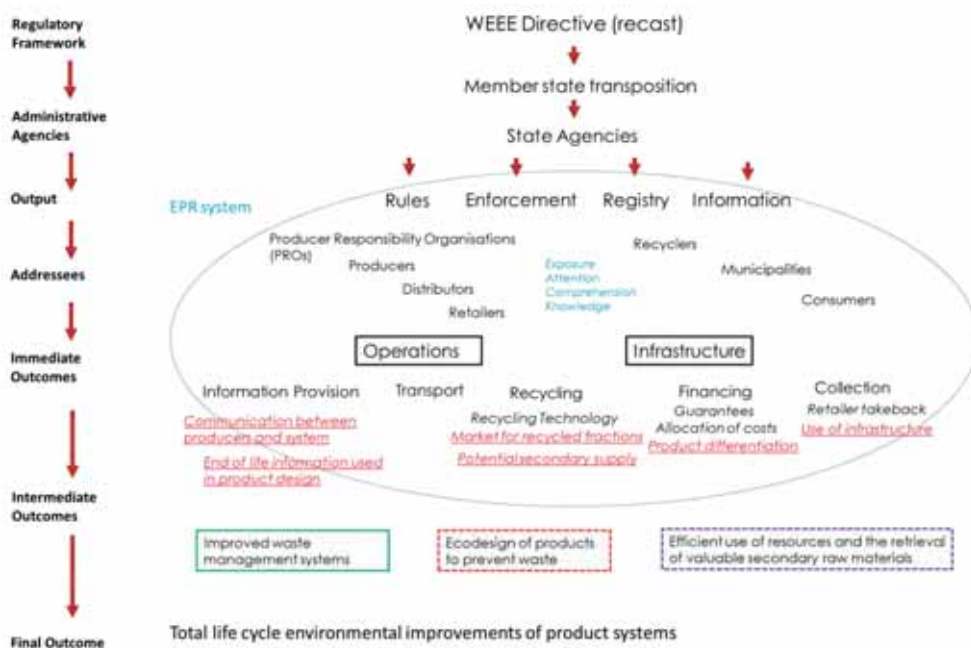 Regulatory
Framework
WEEE Directive (recast)
Member state transposition
Administrative
Agencies
State Agencies
Output
Rules
Enforcement
Registry
Information
EPR system
Producer Responsibility Organisations
(PROs)
Recyclers
Addressees
Producers
Exposure
Attention
Comprehension
Knowledge
Municipalities
Distributors
Consumers
Retailers
Immediate
Outcomes
Operations
Infrastructure
Information Provision
Communication between
producers and system
End of life information used
in product design
Transport
Recycling
Recycling Technology
Market for recycled fractions
Potential secondary supply
Financing
Guarantees
Allocation of costs
Product differentiation
Collection
Retailer takeback
Use of infrastructure
Intermediate
Outcomes
Improved waste
management systems
Ecodesign of products
to prevent waste
Efficient use of resources and the retrieval
of valuable secondary raw materials
Final Outcome
Total life cycle environmental improvements of product systems